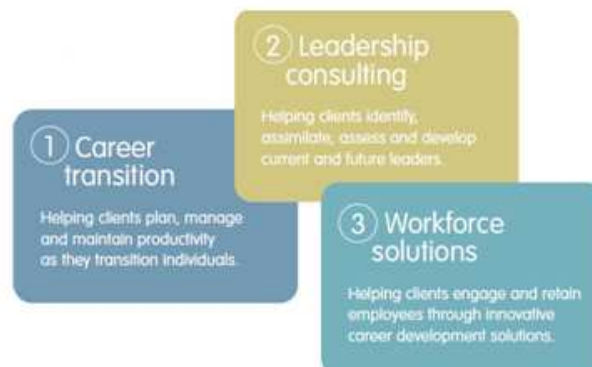 1 Career
transition
Helping clients plan, manage
and maintain productivity
as they transition individuals.
2 Leadership
consulting
Helping clients identify,
assimilate, assess and develop
current and future leaders.
3 Workforce
solutions
Helping clients engage and retain
employees through innovative
career development solutions.